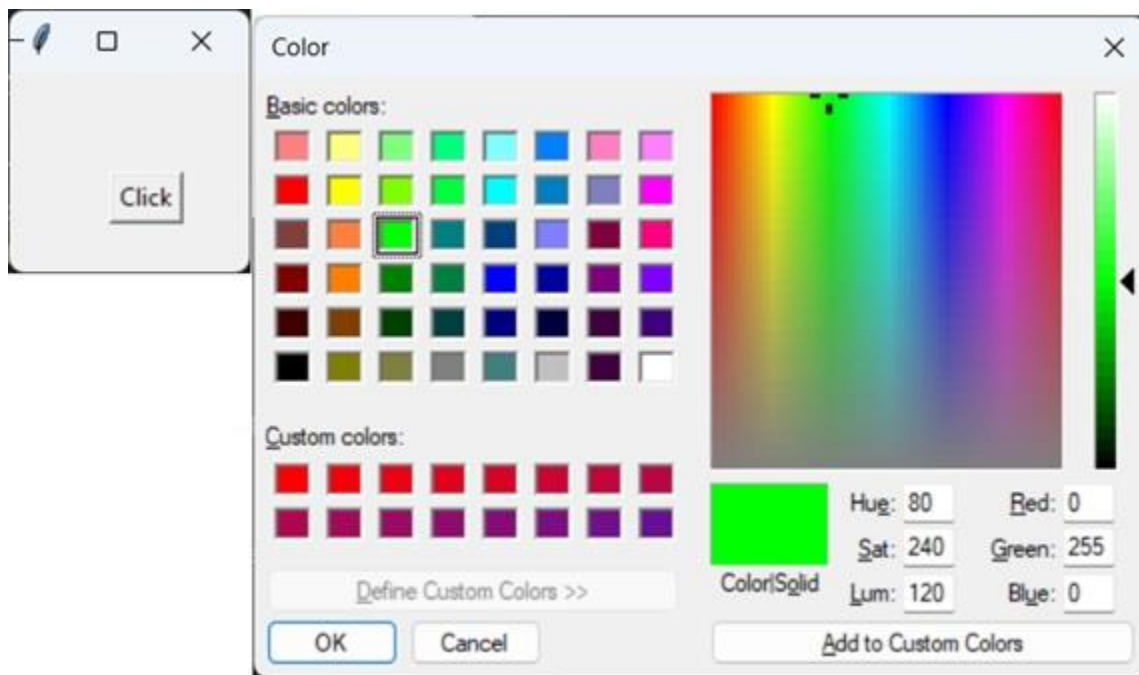 Click
Color
Basic colors:
Custom colors:
Define Custom Colors >>
OK Cancel
Color|Solid
Hue: 80 Red: 0
Sat: 240 Green: 255
Lum: 120 Blue: 0
Add to Custom Colors